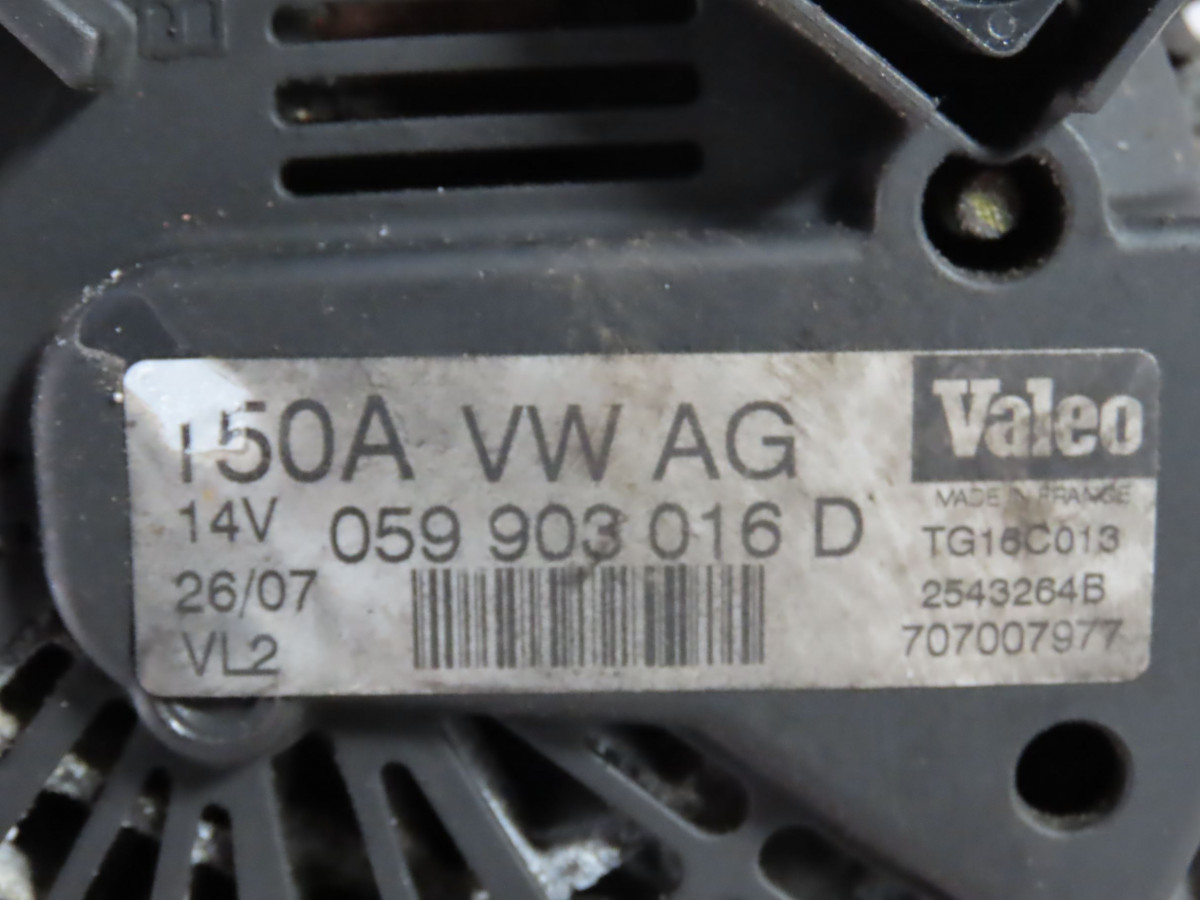 150A VW AG
Valeo
MADE IN FRANCE
14V 059 903 016 D
TG16C013
26/07
2543264B
VL2
707007977